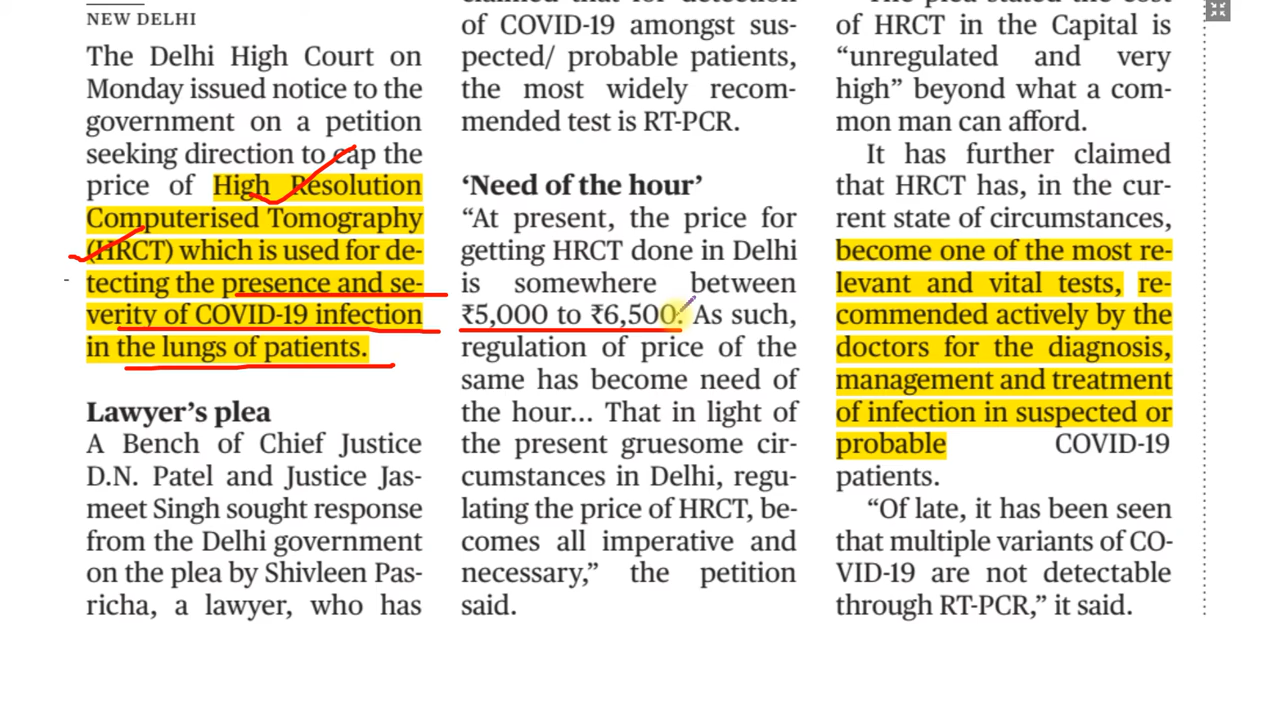 NEW DELHI
The Delhi High Court on
Monday issued notice to the
government on a petition
seeking direction to cap the
price of High Resolution
Computerised Tomography
(HRCT) which is used for de-
tecting the presence and se-
verity of COVID-19 infection
in the lungs of patients.
Lawyer's plea
A Bench of Chief Justice
D.N. Patel and Justice Jas-
meet Singh sought response
from the Delhi government
on the plea by Shivleen Pas-
richa, a lawyer, who has
claimed that for detection
of COVID-19 amongst sus-
pected/ probable patients,
the most widely recom-
mended test is RT-PCR.
'Need of the hour'
"At present, the price for
getting HRCT done in Delhi
is somewhere between
₹5,000 to ₹6,500. As such,
regulation of price of the
same has become need of
the hour... That in light of
the present gruesome cir-
cumstances in Delhi, regu-
lating the price of HRCT, be-
comes all imperative and
necessary," the petition
said.
The plea stated the cost
of HRCT in the Capital is
"unregulated and very
high" beyond what a com-
mon man can afford.
It has further claimed
that HRCT has, in the cur-
rent state of circumstances,
become one of the most re-
levant and vital tests, re-
commended actively by the
doctors for the diagnosis,
management and treatment
of infection in suspected or
probable COVID-19
patients.
"Of late, it has been seen
that multiple variants of CO-
VID-19 are not detectable
through RT-PCR," it said.